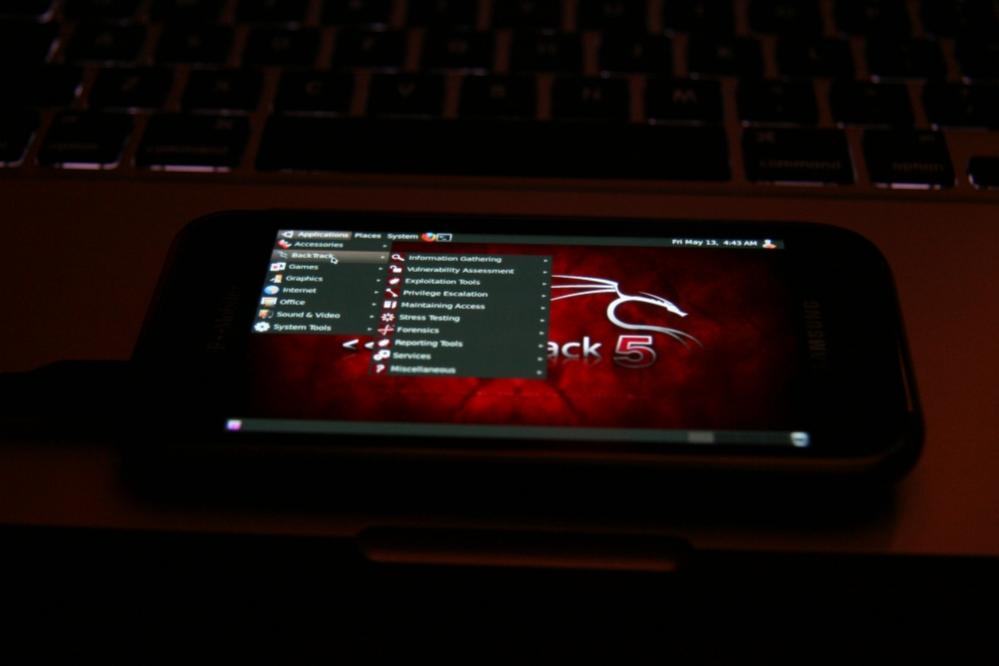 Z X C V B N M
option command command option
Applications Places System Fri May 13, 4:43 AM
Accessories
BackTrack
Games
Graphics
Internet
Office
Sound & Video
System Tools
Information Gathering
Vulnerability Assessment
Exploitation Tools
Privilege Escalation
Maintaining Access
Stress Testing
Forensics
Reporting Tools
Services
Miscellaneous
<< ack 5
SAMSUNG